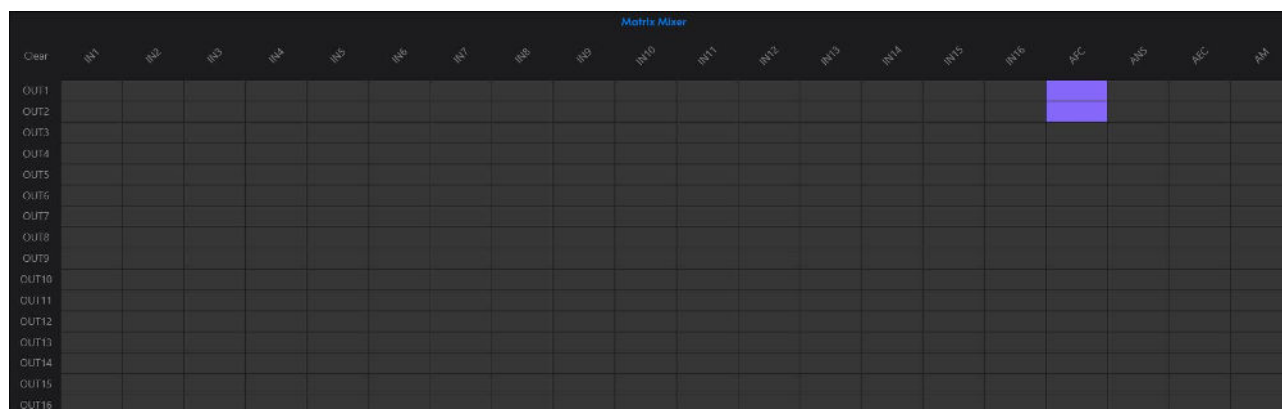 Matrix Mixer
Clear IN1 IN2 IN3 IN4 IN5 IN6 IN7 IN8 IN9 IN10 IN11 IN12 IN13 IN14 IN15 IN16 AFC ANS AEC AM
OUT1
OUT2
OUT3
OUT4
OUT5
OUT6
OUT7
OUT8
OUT9
OUT10
OUT11
OUT12
OUT13
OUT14
OUT15
OUT16